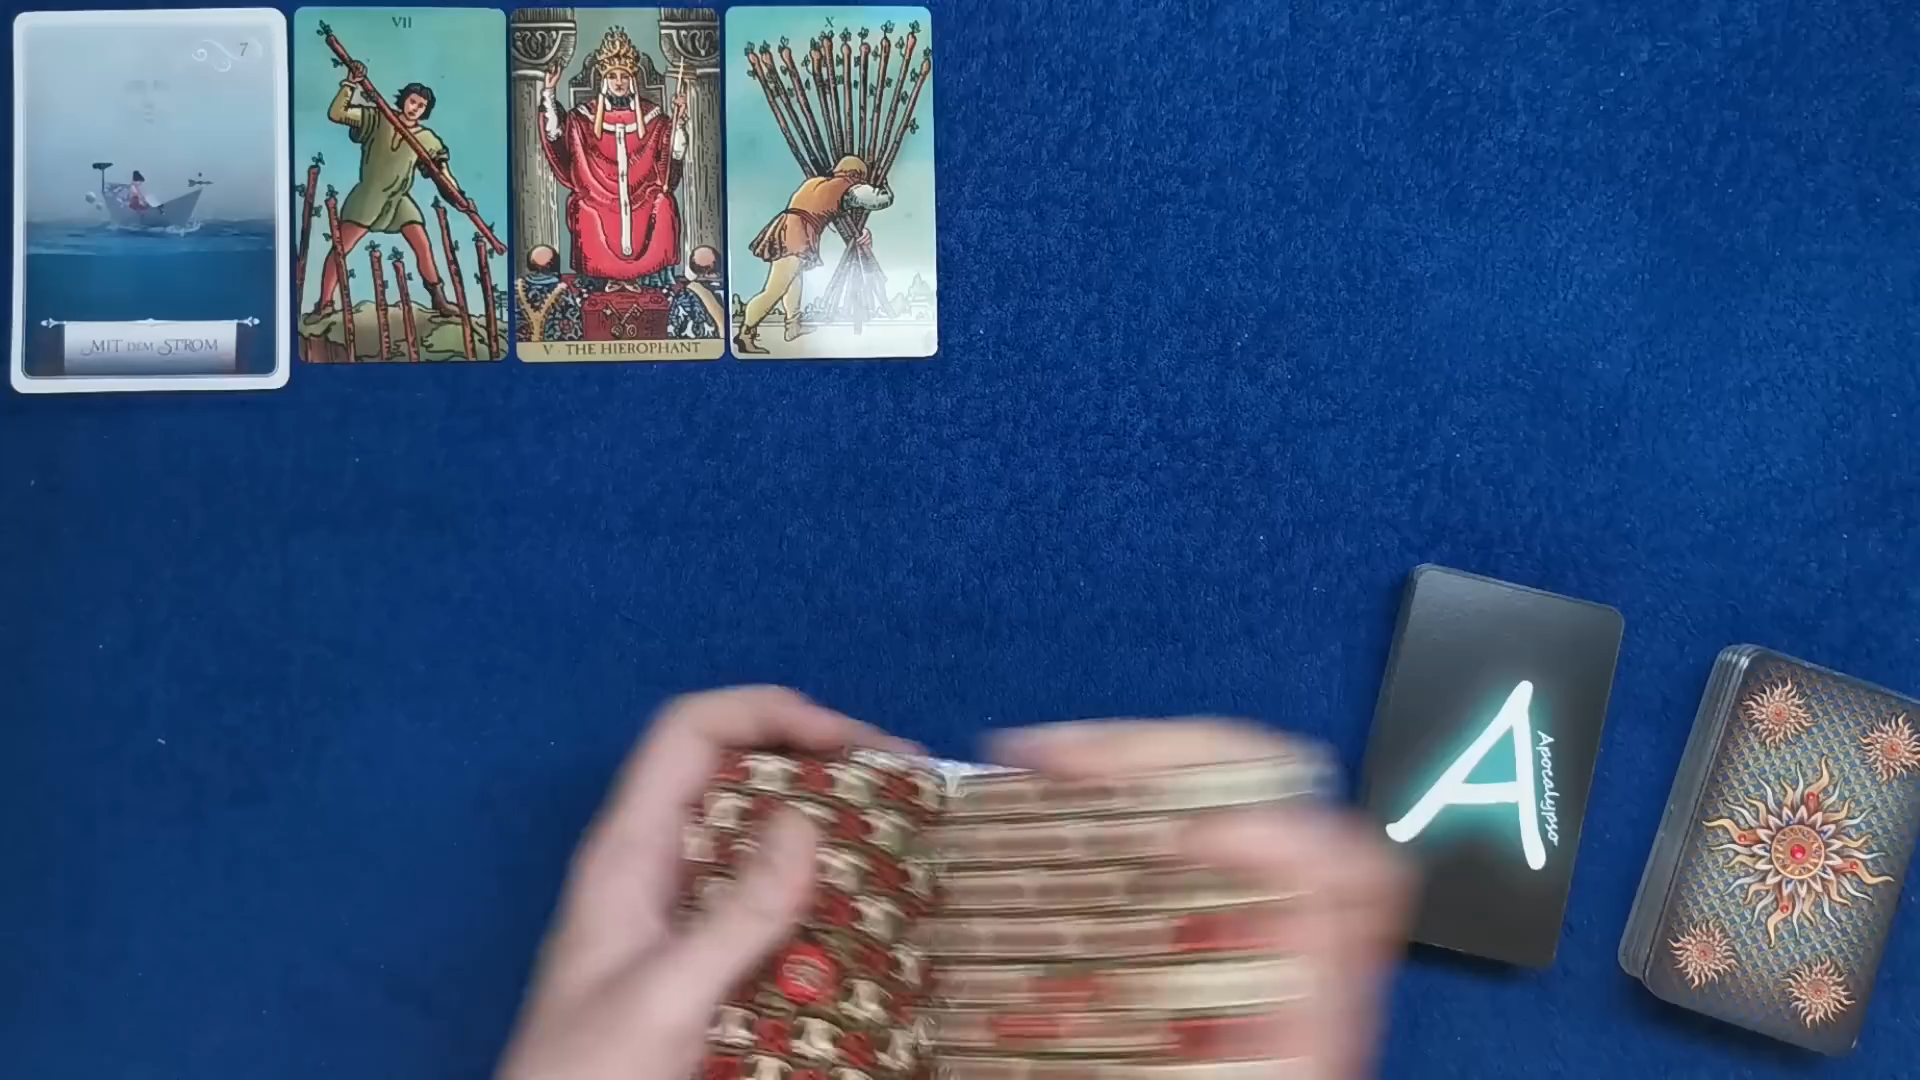 7
MIT DEM STROM
VII
V · THE HIEROPHANT
X
A
Apocalypso